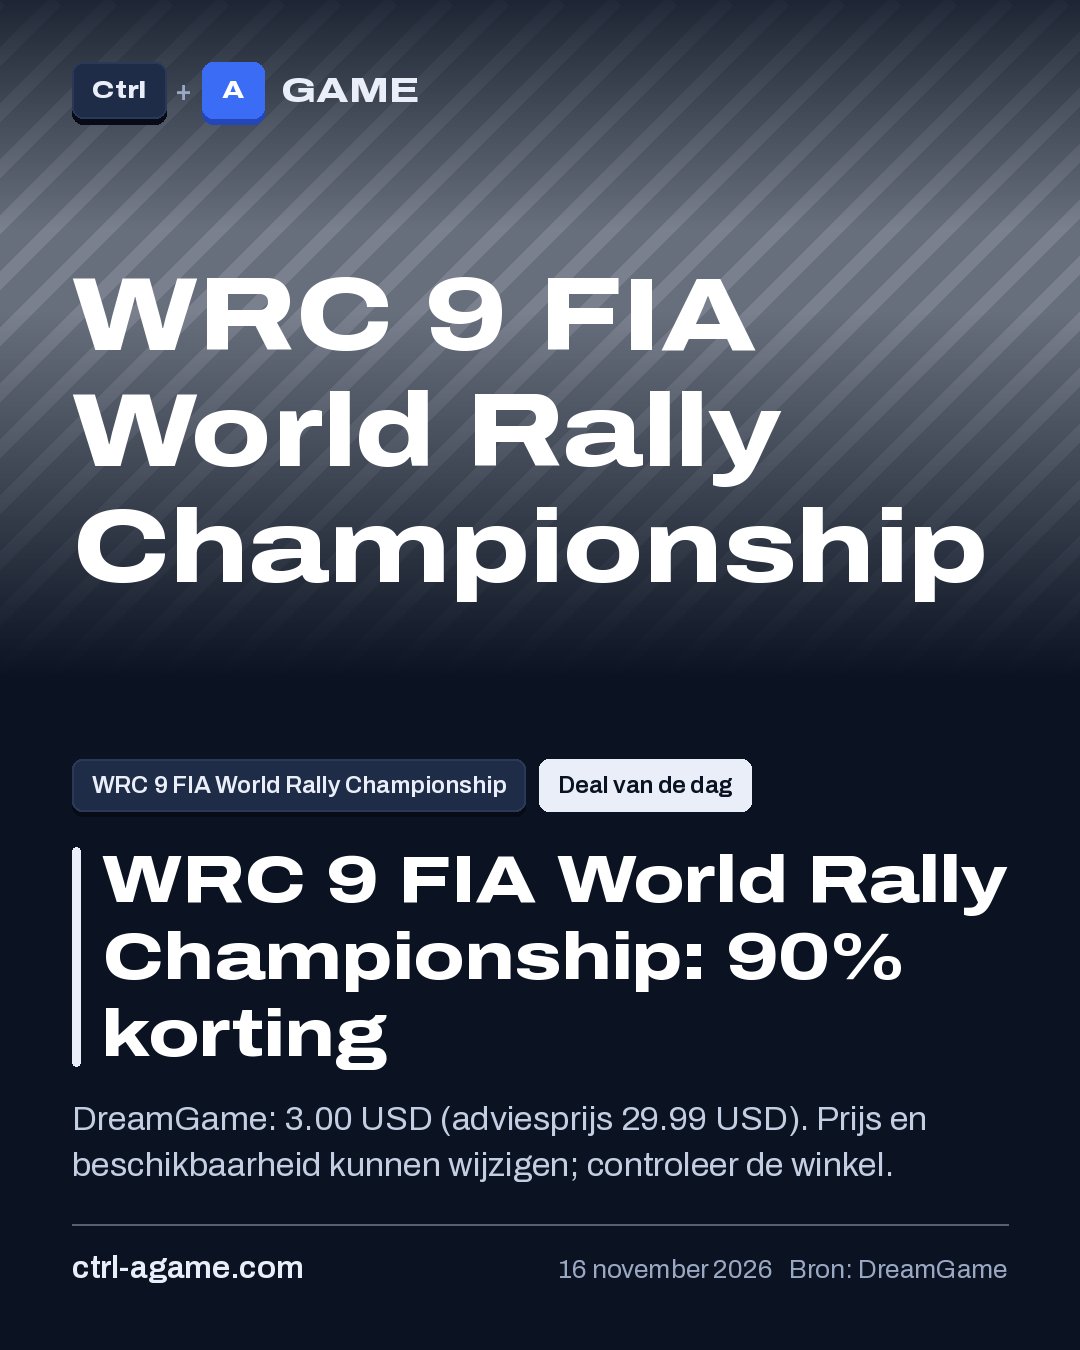 Ctrl + A GAME
WRC 9 FIA
World Rally
Championship
WRC 9 FIA World Rally Championship Deal van de dag
WRC 9 FIA World Rally
Championship: 90%
korting
DreamGame: 3.00 USD (adviesprijs 29.99 USD). Prijs en
beschikbaarheid kunnen wijzigen; controleer de winkel.
ctrl-agame.com 16 november 2026 Bron: DreamGame